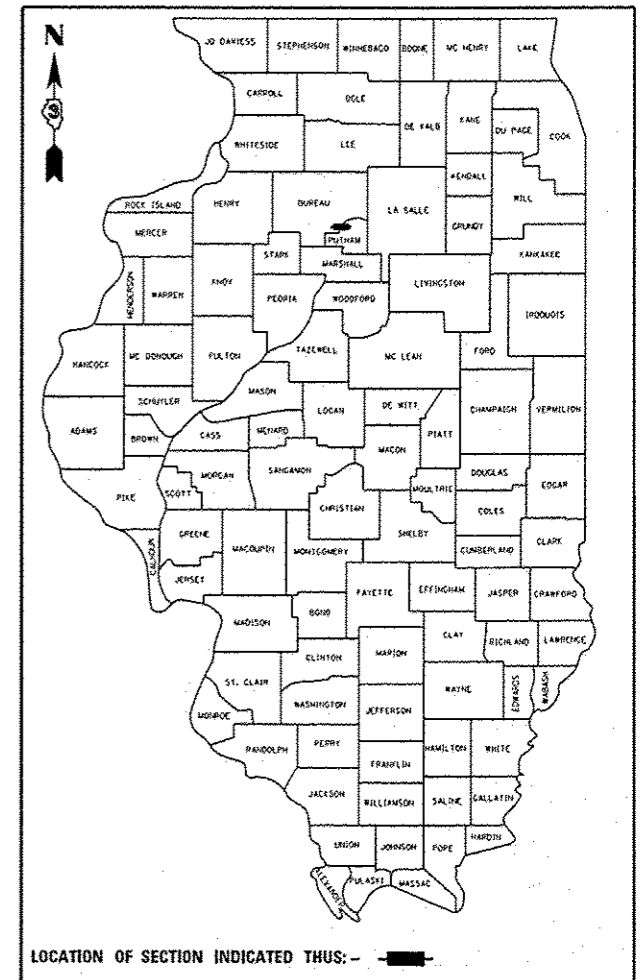 N
JO DAVIESS STEPHENSON WINNEBAGO BOONE MC HENRY LAKE
CARROLL OGLE DE KALB KANE DU PAGE COOK
WHITESIDE LEE KENDALL
ROCK ISLAND HENRY BUREAU LA SALLE GRUNDY WILL
MERCER PUTNAM KANKAKEE
HENDERSON WARREN KNOX STARK MARSHALL LIVINGSTON
PEORIA WOODFORD IROQUOIS
HANCOCK MC DONOUGH FULTON TAZEWELL MC LEAN FORD
SCHUYLER MASON LOGAN DE WITT CHAMPAIGN VERMILION
ADAMS BROWN CASS MENARD MACON PIATT
PIKE SCOTT MORGAN SANGAMON MOULTRIE DOUGLAS EDGAR
CHRISTIAN COLES
CALHOUN GREENE MACOUPIN MONTGOMERY SHELBY CUMBERLAND CLARK
JERSEY FAYETTE EFFINGHAM JASPER CRAWFORD
MADISON BOND CLAY RICHLAND LAWRENCE
CLINTON MARION
ST. CLAIR WAYNE EDWARDS WABASH
MONROE WASHINGTON JEFFERSON
RANDOLPH PERRY HAMILTON WHITE
FRANKLIN
JACKSON WILLIAMSON SALINE GALLATIN
UNION JOHNSON POPE HARDIN
ALEXANDER PULASKI MASSAC
LOCATION OF SECTION INDICATED THUS: -